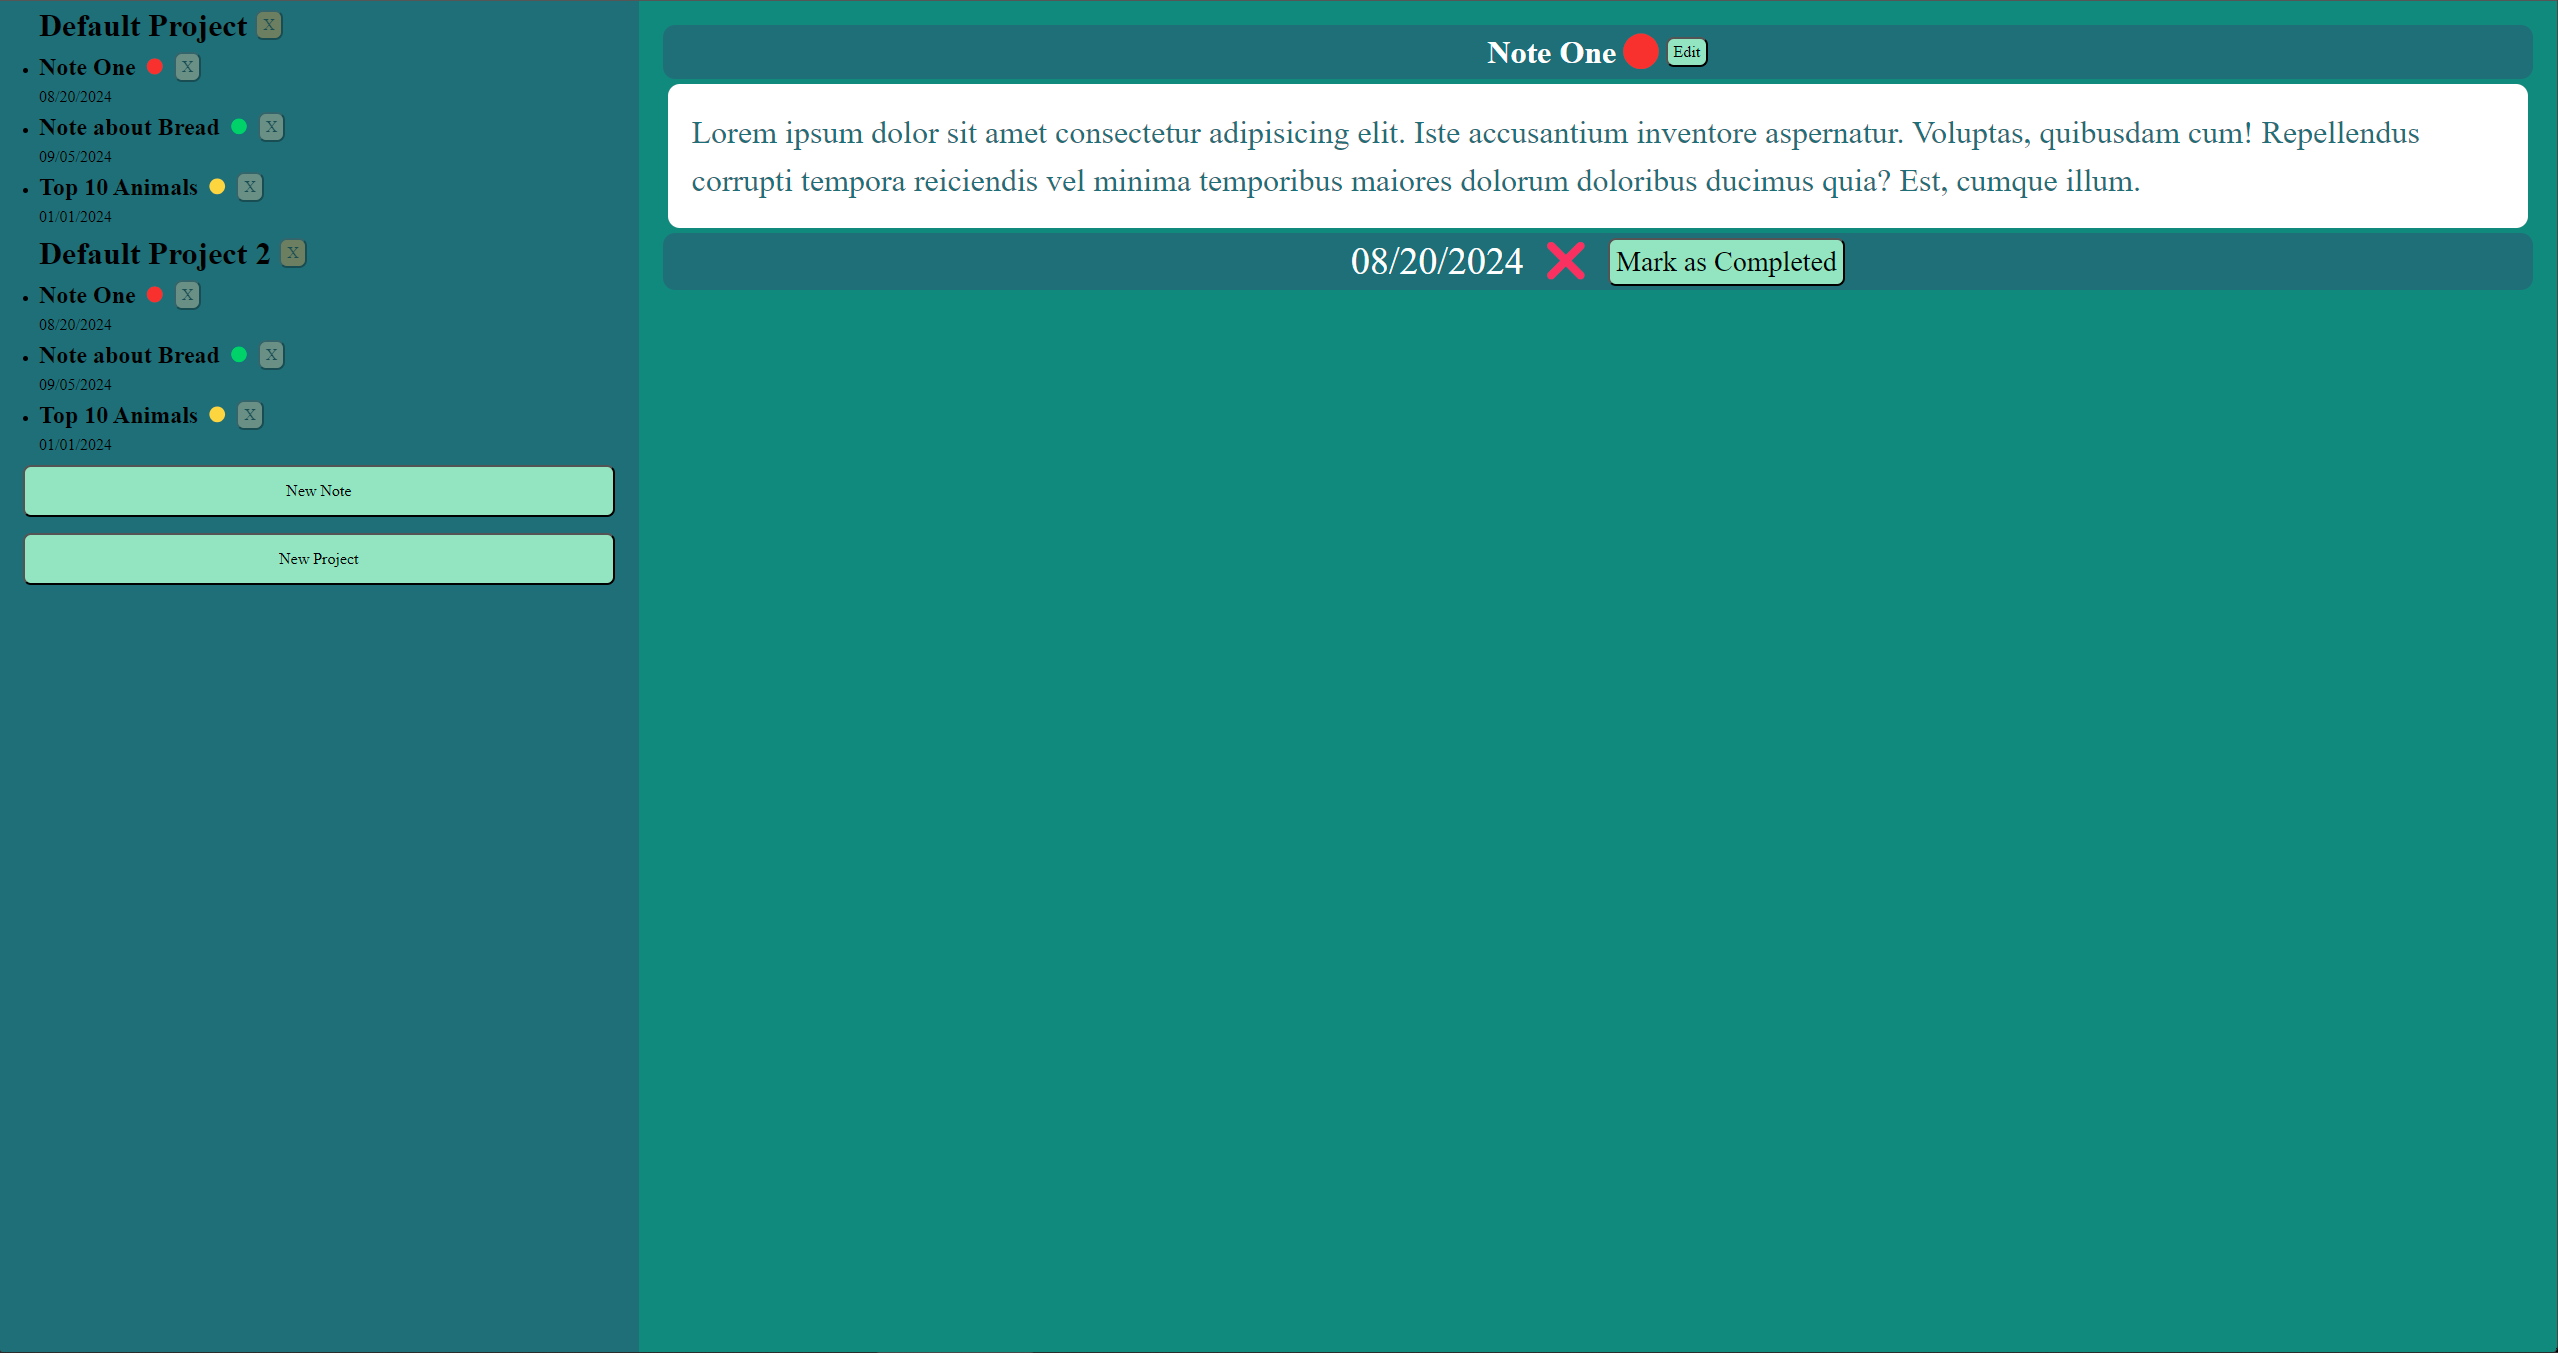 Default Project X
Note One X
08/20/2024
Note about Bread X
09/05/2024
Top 10 Animals X
01/01/2024
Default Project 2 X
Note One X
08/20/2024
Note about Bread X
09/05/2024
Top 10 Animals X
01/01/2024
New Note
New Project
Note One Edit
Lorem ipsum dolor sit amet consectetur adipisicing elit. Iste accusantium inventore aspernatur. Voluptas, quibusdam cum! Repellendus
corrupti tempora reiciendis vel minima temporibus maiores dolorum doloribus ducimus quia? Est, cumque illum.
08/20/2024 ❌ Mark as Completed